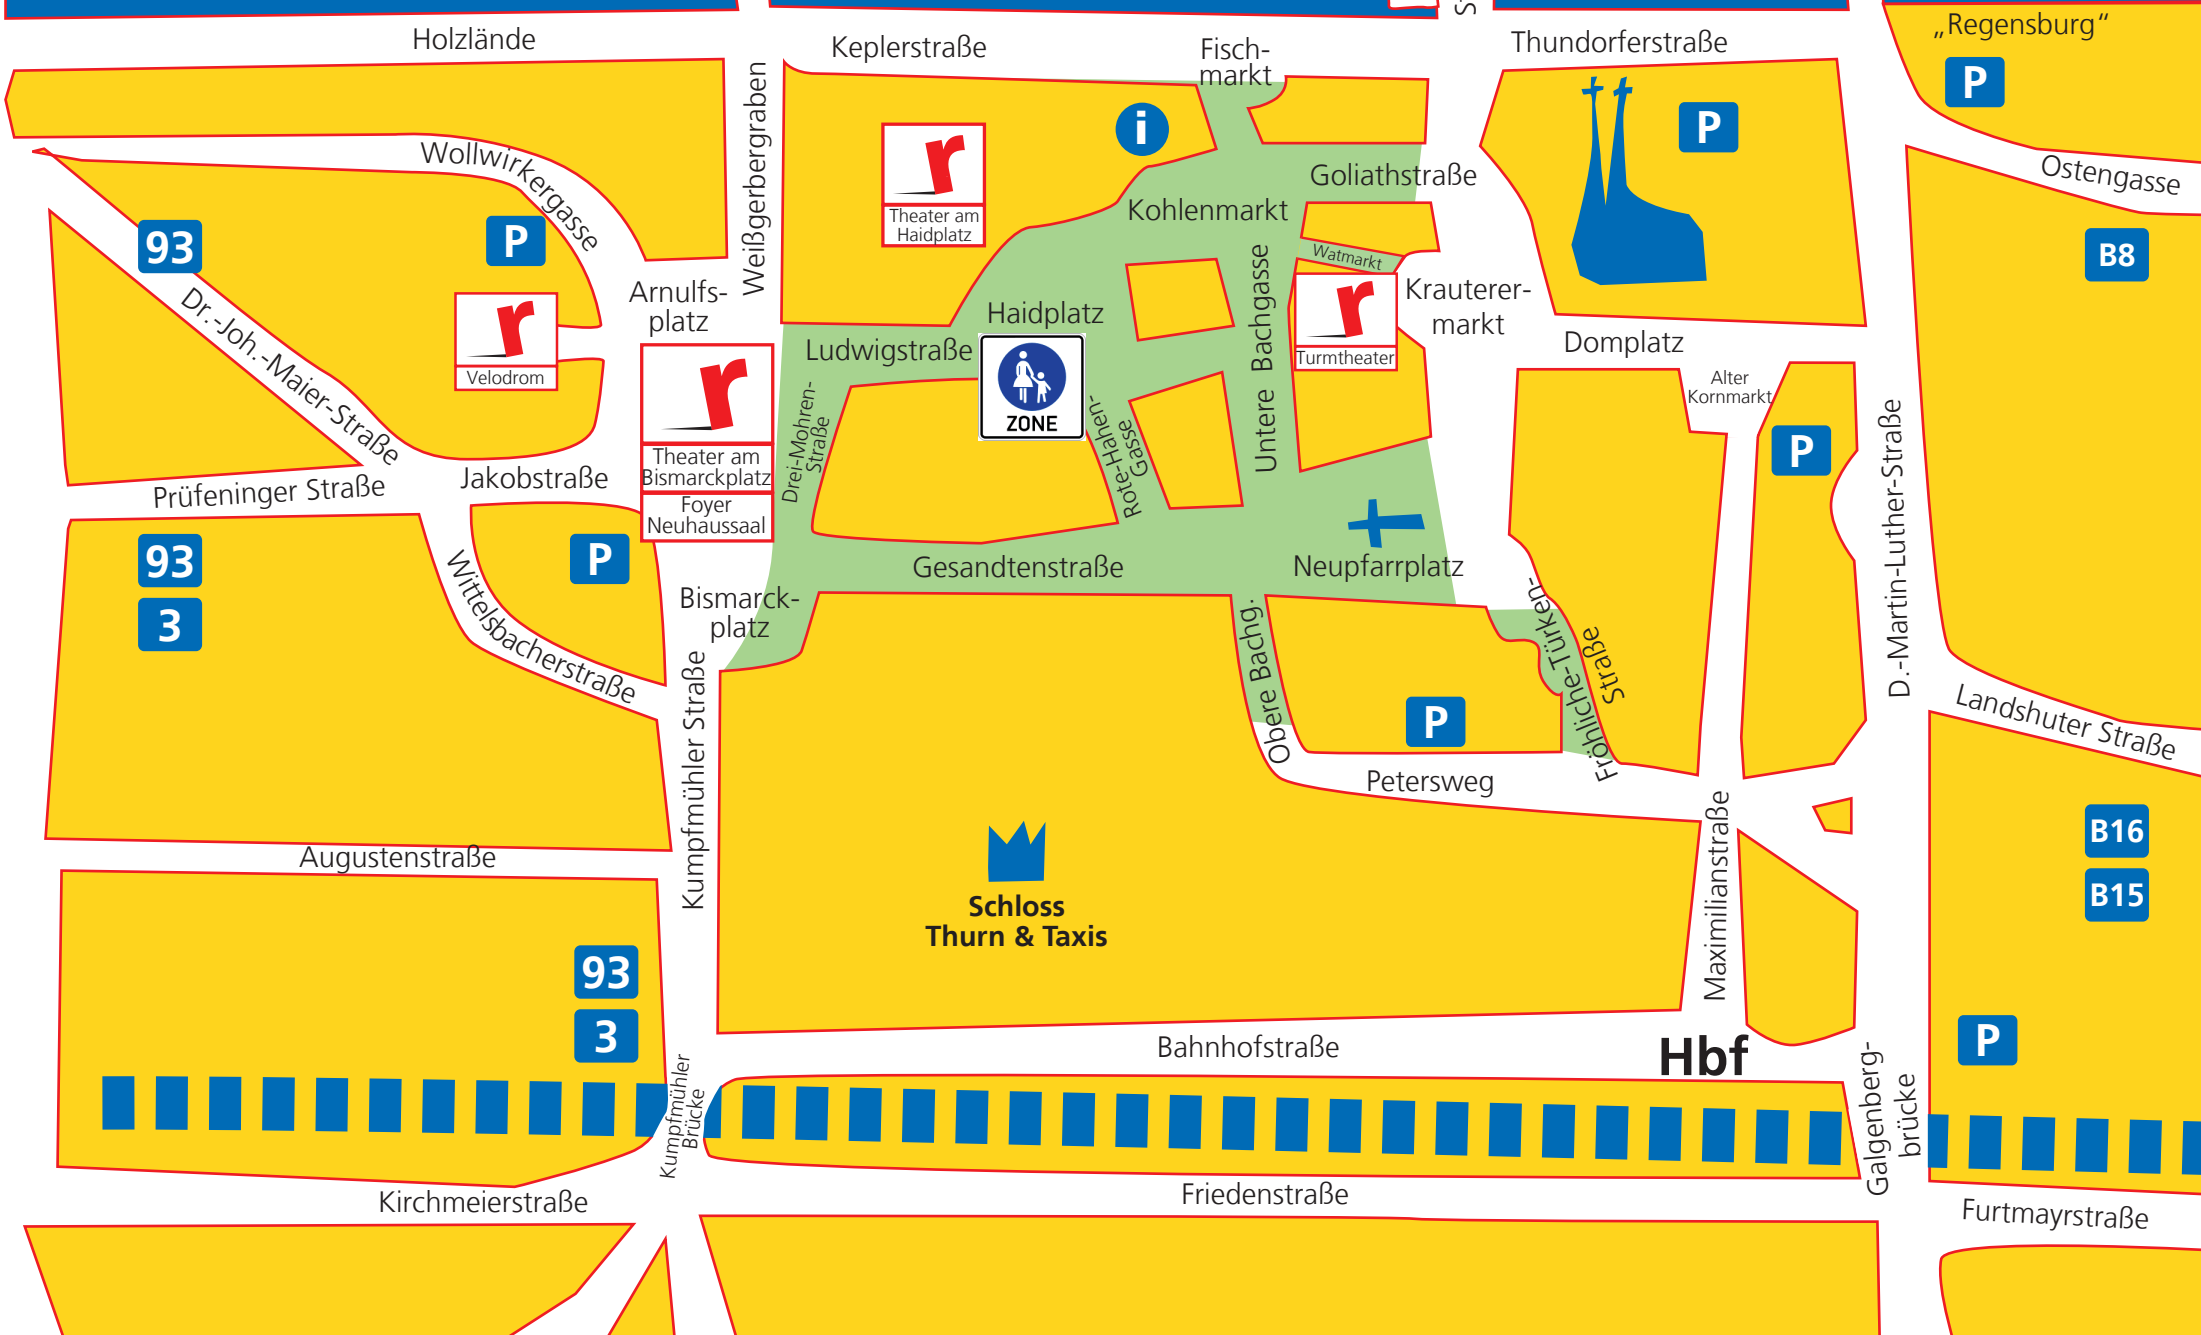 Holzlände
Keplerstraße
Fisch-
markt
Thundorferstraße
„Regensburg“
P
Weißgerbergraben
Wollwirkergasse
i
P
Ostengasse
r
Theater am
Haidplatz
Goliathstraße
Kohlenmarkt
93
P
B8
Watmarkt
Arnulfs-
platz
Haidplatz
Untere Bachgasse
r
Turmtheater
Krauterer-
markt
Domplatz
Dr.-Joh.-Maier-Straße
r
Velodrom
Ludwigstraße
ZONE
Alter
Kornmarkt
r
Theater am
Bismarckplatz
Foyer
Neuhaussaal
Drei-Mohren-
Straße
Rote-Hahen-
Gasse
P
D.-Martin-Luther-Straße
Jakobstraße
Prüfeninger Straße
93
3
P
Wittelsbacherstraße
Gesandtenstraße
Neupfarrplatz
Bismarck-
platz
Obere Bachg.
Fröhliche-Türken-
Straße
Kumpfmühler Straße
P
Landshuter Straße
Petersweg
Maximilianstraße
Augustenstraße
Schloss
Thurn & Taxis
B16
B15
93
3
Bahnhofstraße
Hbf
P
Kumpfmühler
Brücke
Galgenberg-
brücke
Kirchmeierstraße
Friedenstraße
Furtmayrstraße